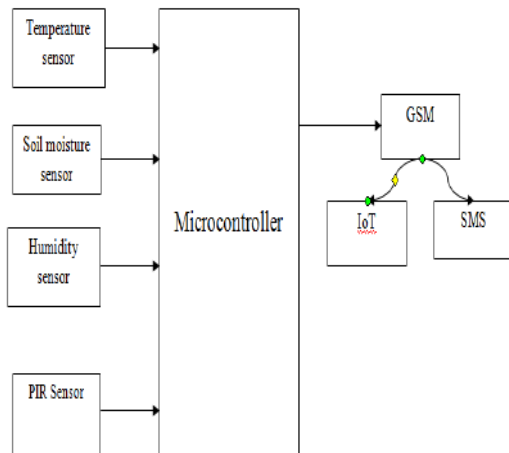 Temperature
sensor
Soil moisture
sensor
Humidity
sensor
PIR Sensor
Microcontroller
GSM
IoT
SMS